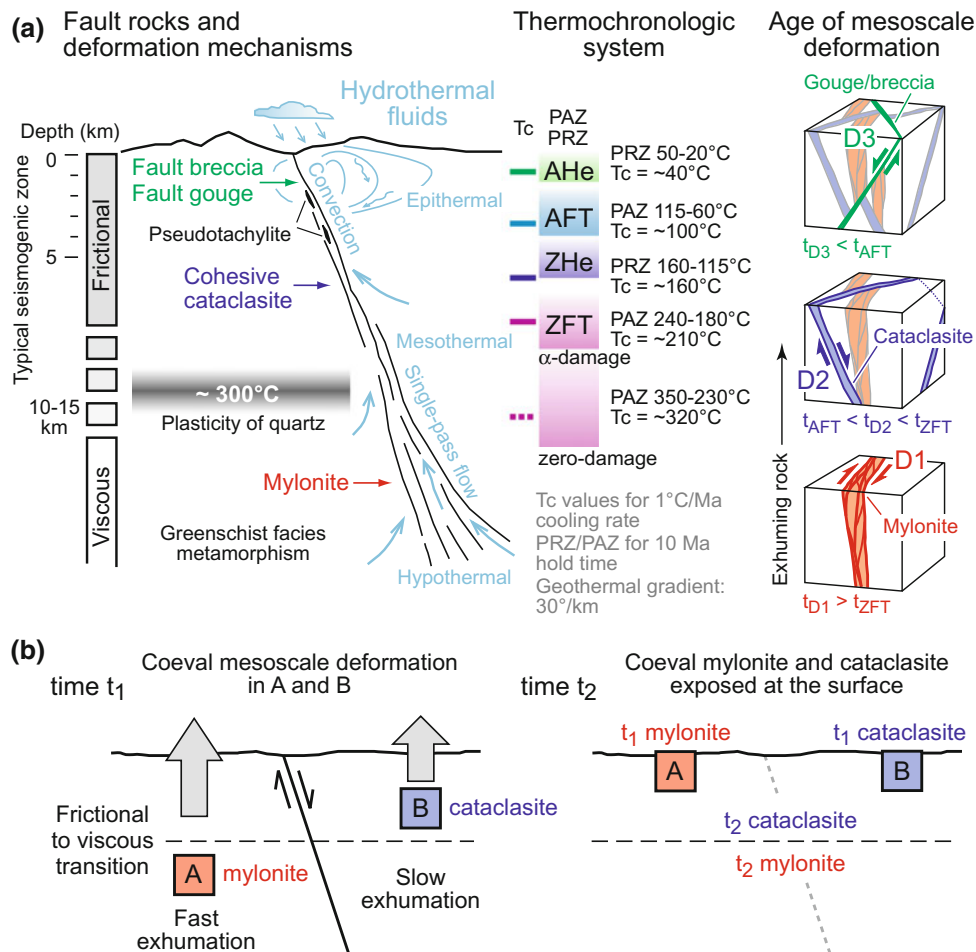 (a)
Fault rocks and
deformation mechanisms
Thermochronologic
system
Age of mesoscale
deformation
Hydrothermal
fluids
Depth (km)
0
5
10-15
km
Typical seismogenic zone
Frictional
Viscous
Fault breccia
Fault gouge
Convection
Epithermal
Pseudotachylite
Cohesive
cataclasite
Mesothermal
~ 300°C
Plasticity of quartz
Single-pass flow
Mylonite
Greenschist facies
metamorphism
Hypothermal
Tc
PAZ
PRZ
AHe
PRZ 50-20°C
Tc = ~40°C
AFT
PAZ 115-60°C
Tc = ~100°C
ZHe
PRZ 160-115°C
Tc = ~160°C
ZFT
PAZ 240-180°C
Tc = ~210°C
α-damage
PAZ 350-230°C
Tc = ~320°C
zero-damage
Tc values for 1°C/Ma
cooling rate
PRZ/PAZ for 10 Ma
hold time
Geothermal gradient:
30°/km
Exhuming rock
Gouge/breccia
D3
tD3 < tAFT
Cataclasite
D2
tAFT < tD2 < tZFT
D1
Mylonite
tD1 > tZFT
(b)
time t1
Coeval mesoscale deformation
in A and B
B
cataclasite
Frictional
to viscous
transition
A
mylonite
Fast
exhumation
Slow
exhumation
time t2
Coeval mylonite and cataclasite
exposed at the surface
t1 mylonite
t1 cataclasite
A
B
t2 cataclasite
t2 mylonite